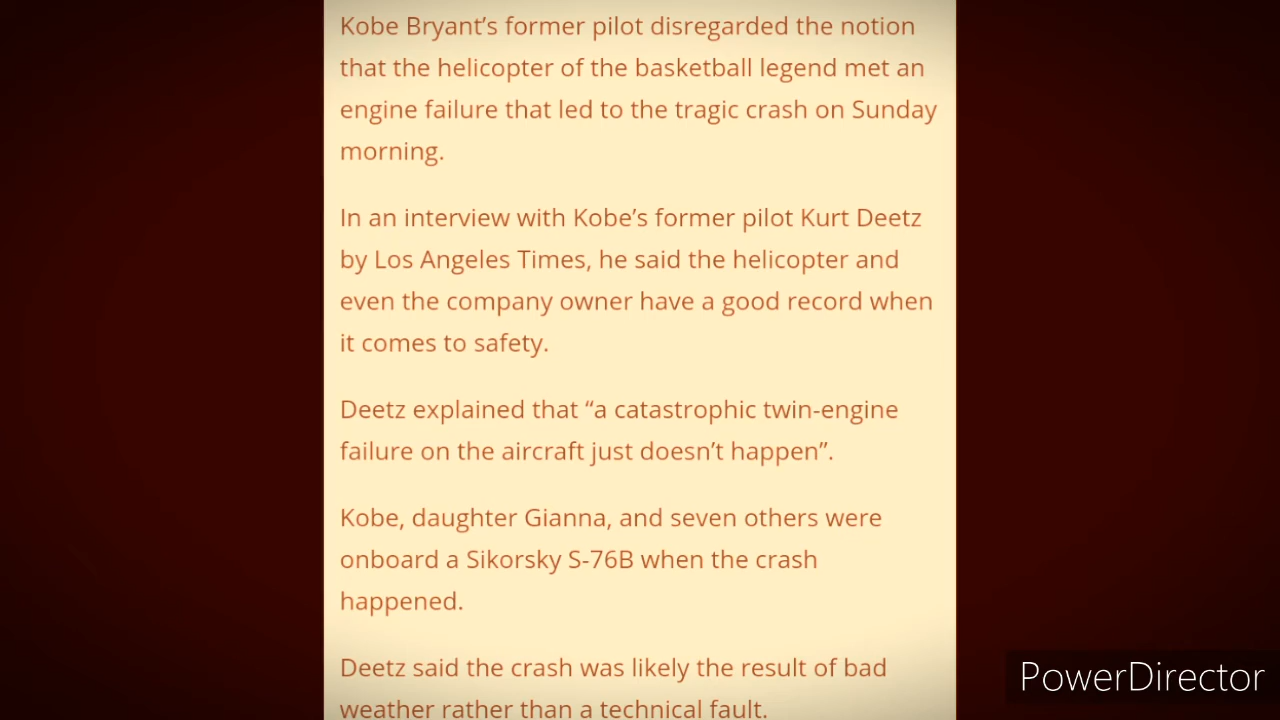 Kobe Bryant’s former pilot disregarded the notion
that the helicopter of the basketball legend met an
engine failure that led to the tragic crash on Sunday
morning.
In an interview with Kobe’s former pilot Kurt Deetz
by Los Angeles Times, he said the helicopter and
even the company owner have a good record when
it comes to safety.
Deetz explained that “a catastrophic twin-engine
failure on the aircraft just doesn’t happen”.
Kobe, daughter Gianna, and seven others were
onboard a Sikorsky S-76B when the crash
happened.
Deetz said the crash was likely the result of bad
weather rather than a technical fault.
PowerDirector